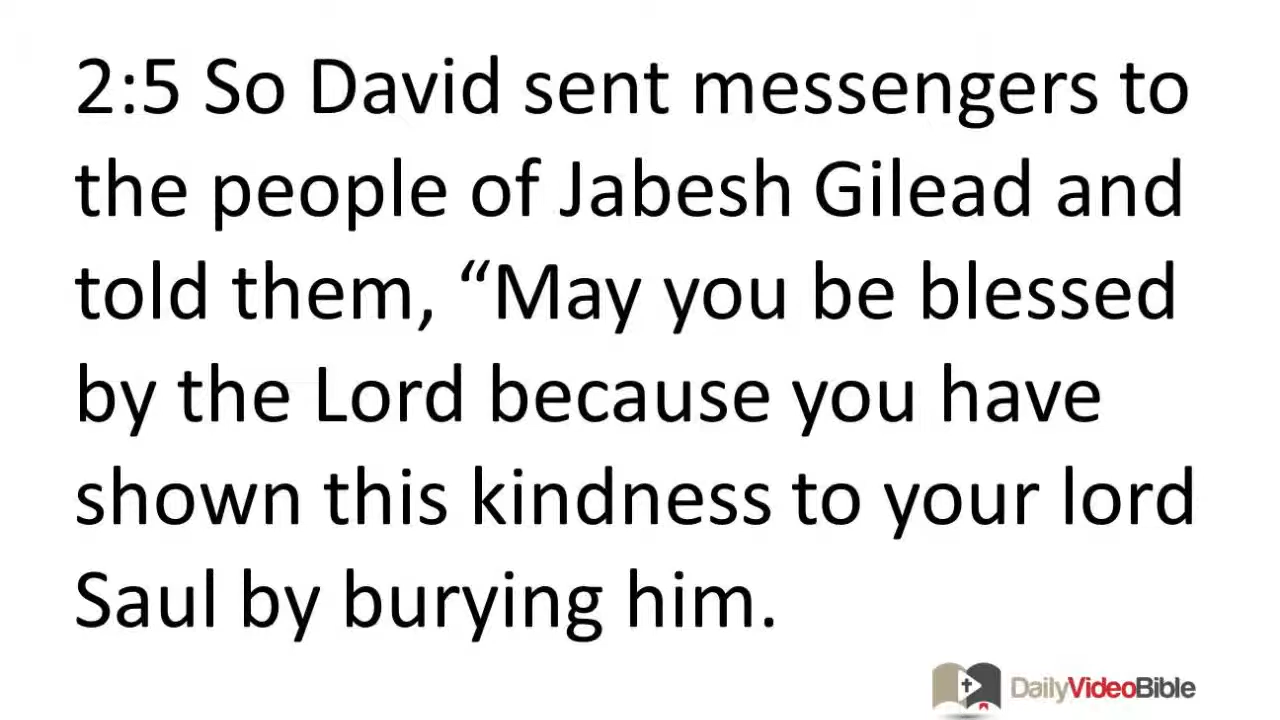 2:5 So David sent messengers to
the people of Jabesh Gilead and
told them, “May you be blessed
by the Lord because you have
shown this kindness to your lord
Saul by burying him.
DailyVideoBible